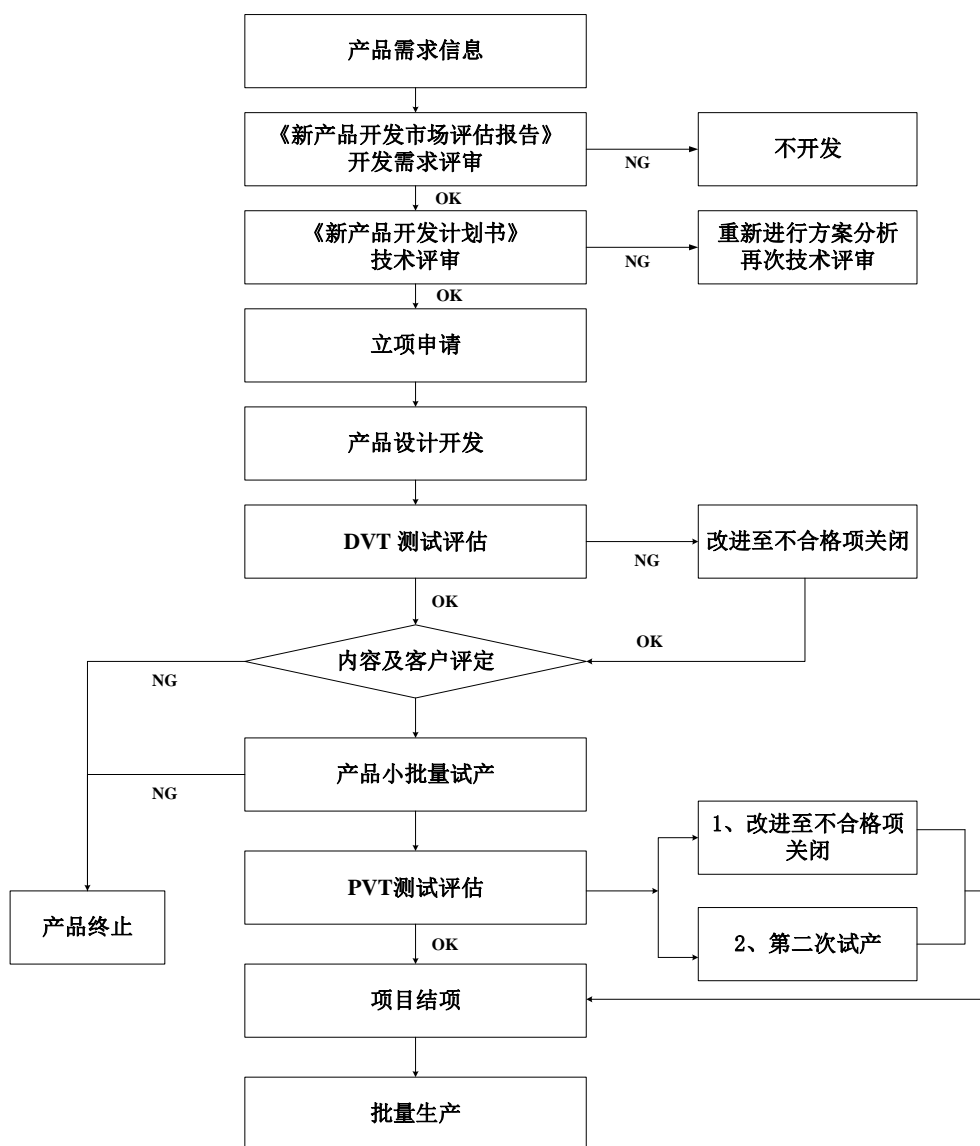 产品需求信息
《新产品开发市场评估报告》
开发需求评审
NG
不开发
OK
《新产品开发计划书》
技术评审
NG
重新进行方案分析
再次技术评审
OK
立项申请
产品设计开发
DVT 测试评估
NG
改进至不合格项关闭
OK
内容及客户评定
OK
NG
产品小批量试产
NG
1、改进至不合格项
关闭
PVT测试评估
产品终止
2、第二次试产
OK
项目结项
批量生产